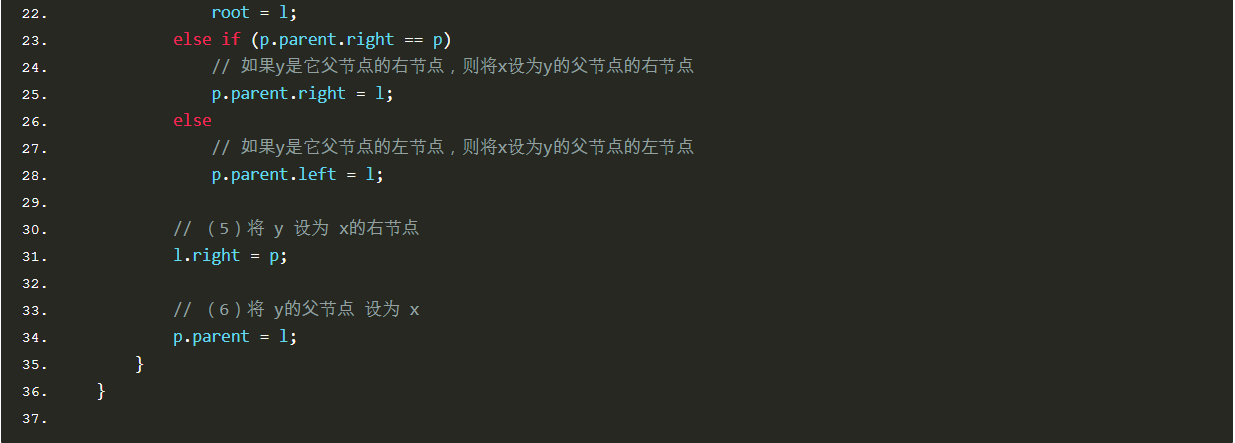 22.                 root = l;
23.             else if (p.parent.right == p)
24.                 // 如果y是它父节点的右节点，则将x设为y的父节点的右节点
25.                 p.parent.right = l;
26.             else
27.                 // 如果y是它父节点的左节点，则将x设为y的父节点的左节点
28.                 p.parent.left = l;
29.
30.             // （5）将 y 设为 x的右节点
31.             l.right = p;
32.
33.             // （6）将 y的父节点 设为 x
34.             p.parent = l;
35.         }
36.     }
37.